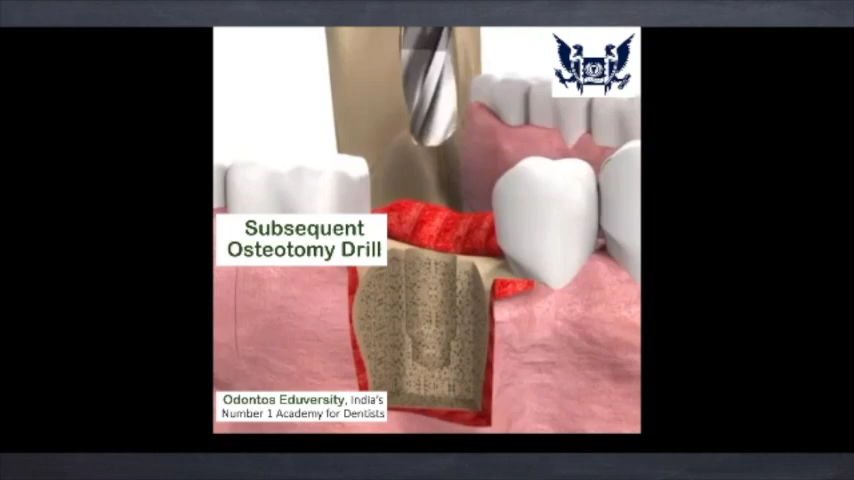 Subsequent
Osteotomy Drill
Odontos Eduversity, India's
Number 1 Academy for Dentists